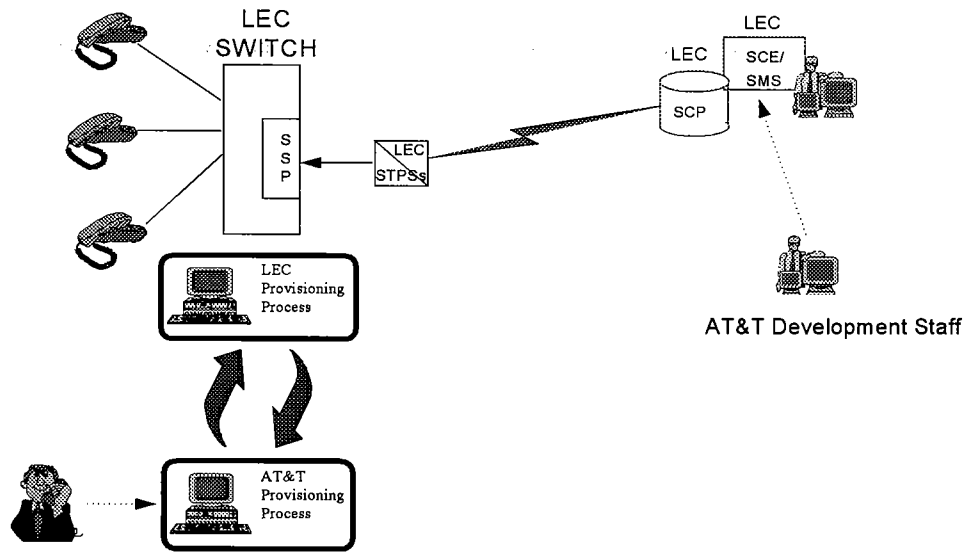 LEC
SWITCH
S
S
P
LEC
STPSs
LEC
SCP
LEC
SCE/
SMS
AT&T Development Staff
LEC
Provisioning
Process
AT&T
Provisioning
Process